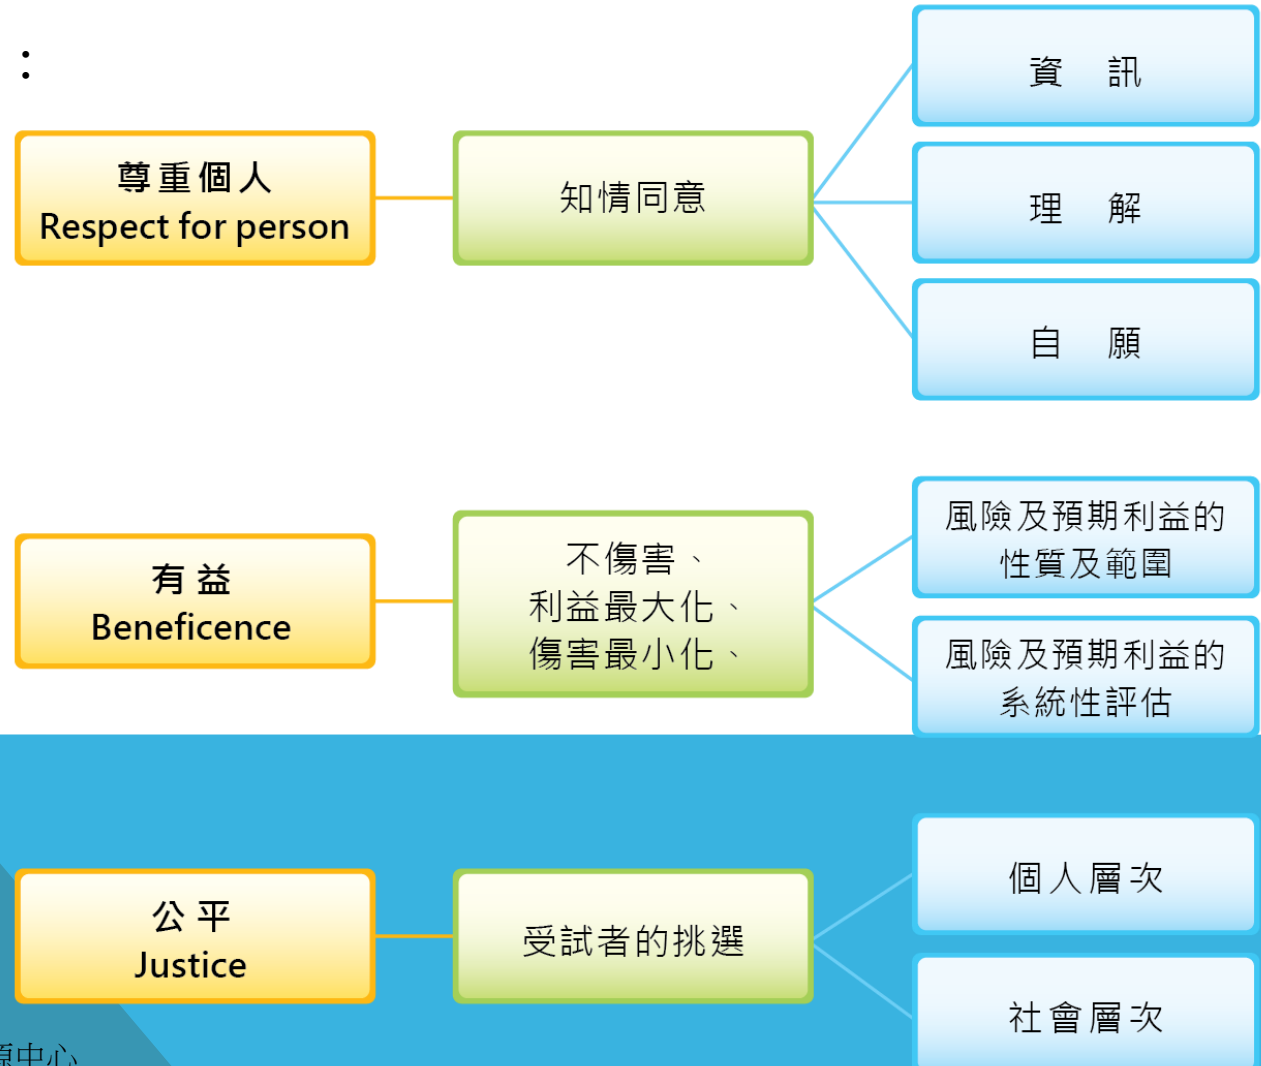 ：
尊重個人
Respect for person
知情同意
資 訊
理 解
自 願
有益
Beneficence
不傷害、
利益最大化、
傷害最小化、
風險及預期利益的
性質及範圍
風險及預期利益的
系統性評估
公平
Justice
受試者的挑選
個人層次
社會層次
源中心